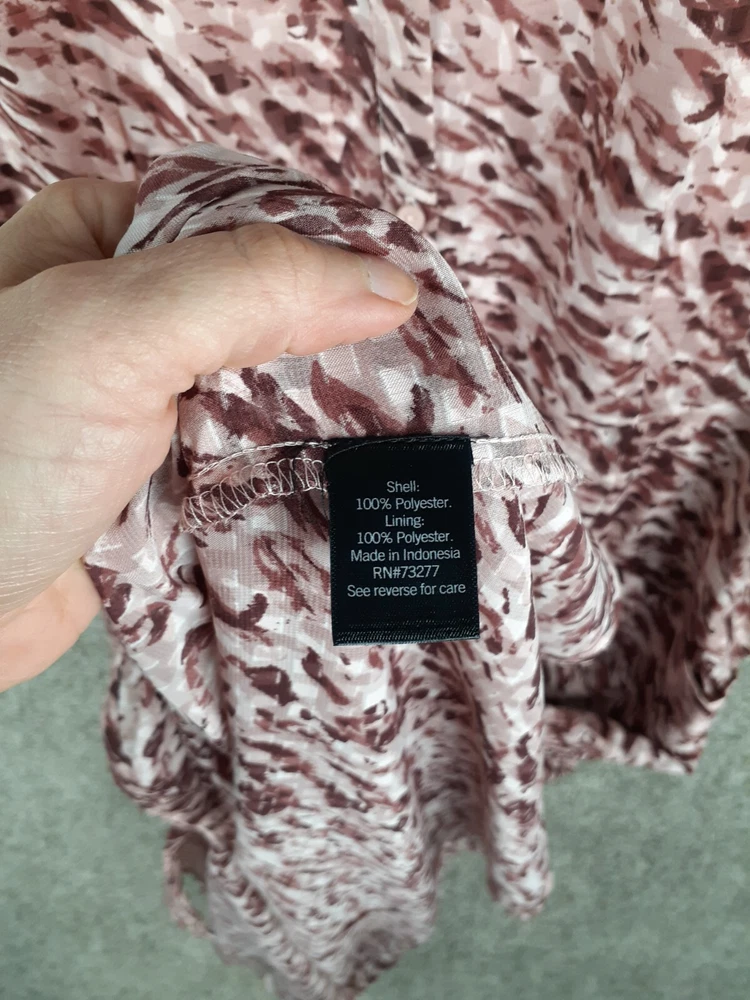 Shell:
100% Polyester.
Lining:
100% Polyester.
Made in Indonesia
RN#73277
See reverse for care